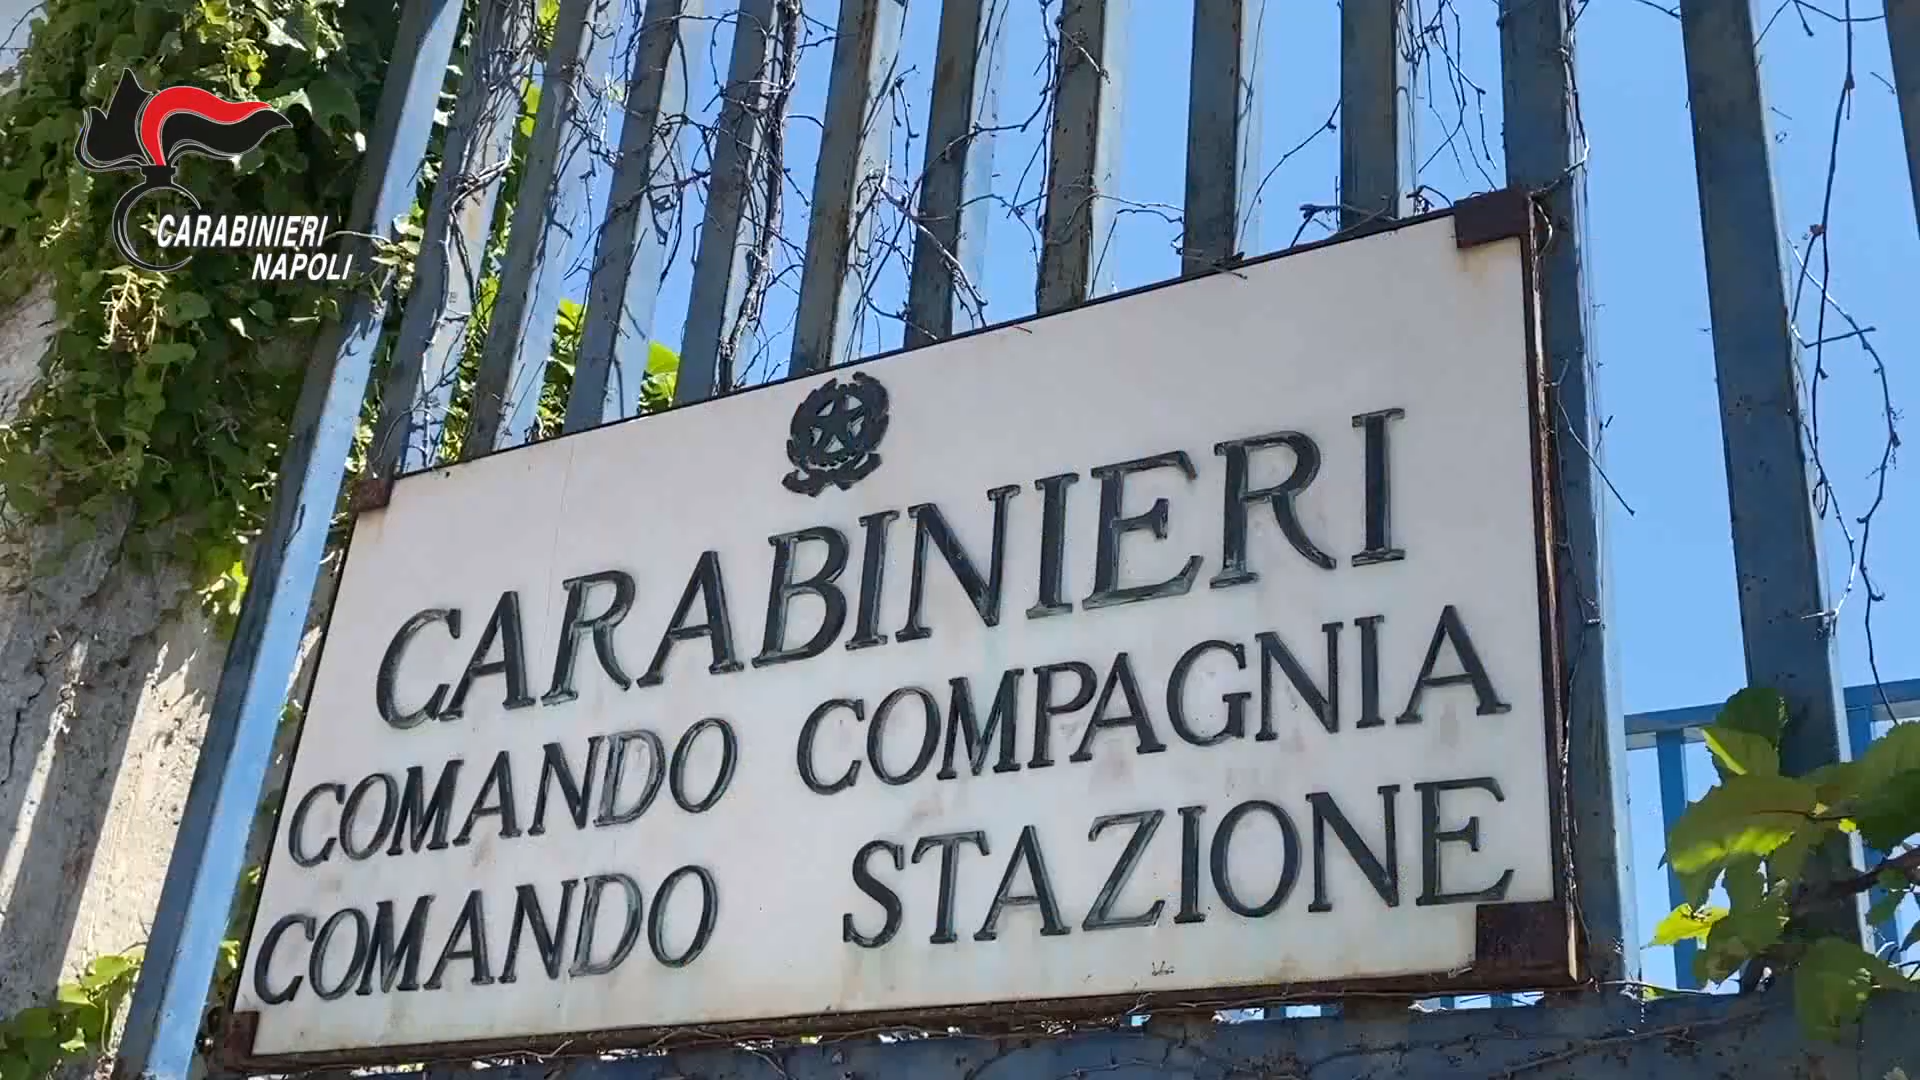 CARABINIERI
NAPOLI
CARABINIERI
COMANDO COMPAGNIA
COMANDO STAZIONE